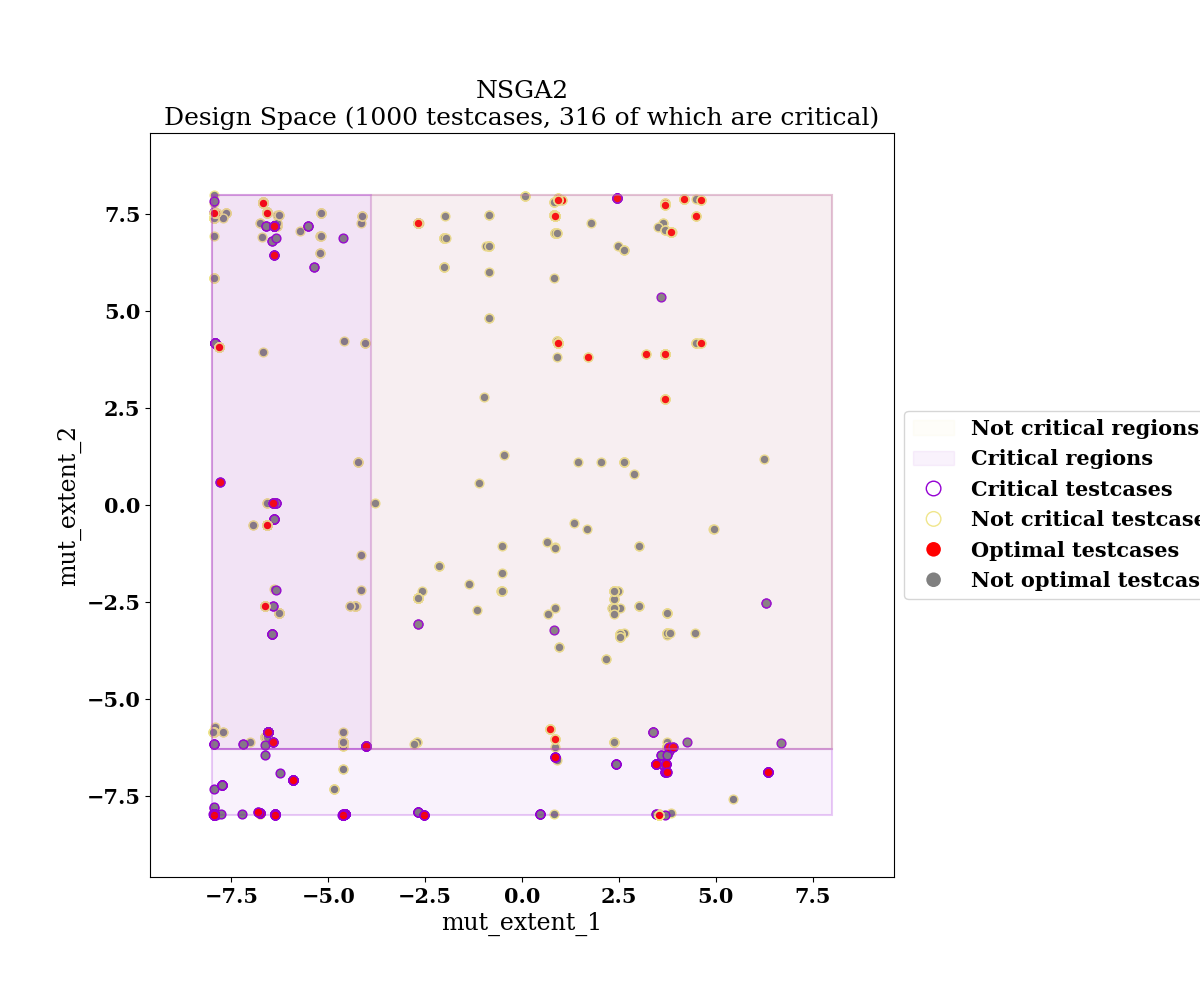 NSGA2
Design Space (1000 testcases, 316 of which are critical)
7.5
5.0
2.5
0.0
−2.5
−5.0
−7.5
mut_extent_2
−7.5
−5.0
−2.5
0.0
2.5
5.0
7.5
mut_extent_1
Not critical regions
Critical regions
Critical testcases
Not critical testcase
Optimal testcases
Not optimal testcas